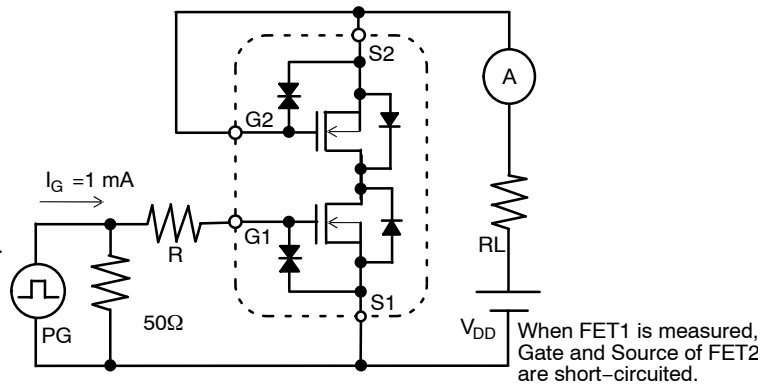 S2
A
G2
I_G =1 mA
R
G1
RL
S1
PG
50Ω
V_DD
When FET1 is measured,
Gate and Source of FET2
are short−circuited.